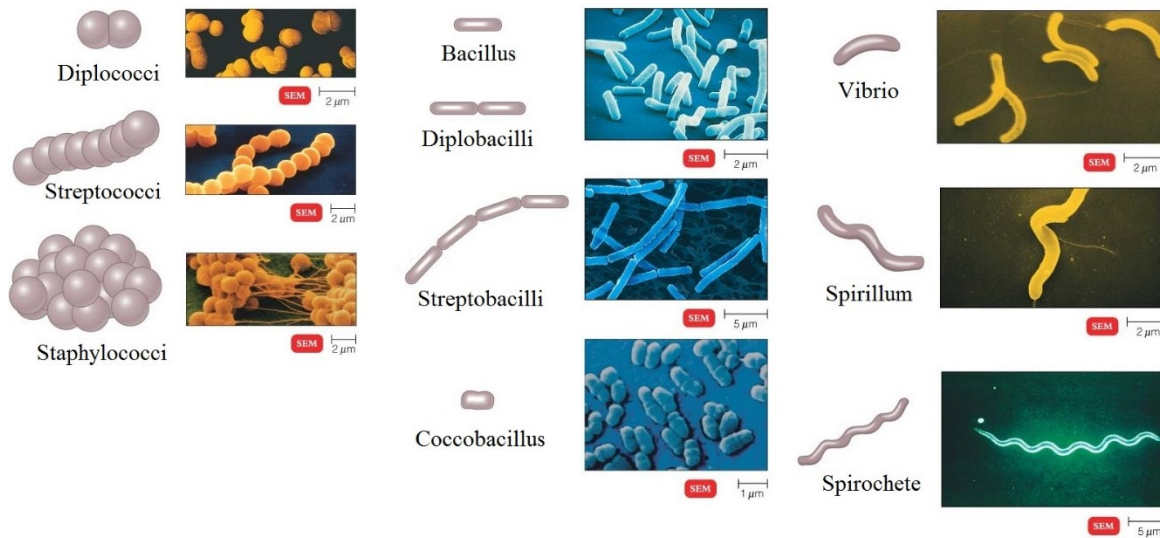 Diplococci
SEM
2 μm
Streptococci
SEM
2 μm
Staphylococci
SEM
2 μm
Bacillus
Diplobacilli
SEM
2 μm
Streptobacilli
SEM
5 μm
Coccobacillus
SEM
1 μm
Vibrio
SEM
2 μm
Spirillum
SEM
2 μm
Spirochete
SEM
5 μm